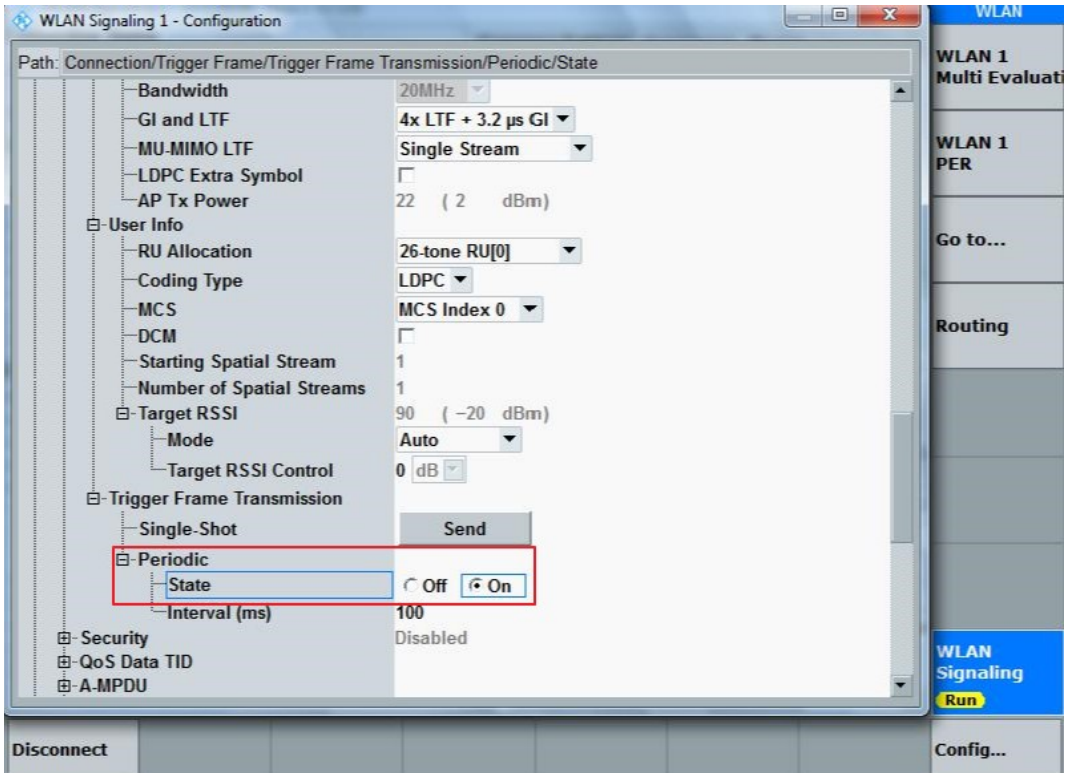 WLAN Signaling 1 - Configuration
WLAN
Path: Connection/Trigger Frame/Trigger Frame Transmission/Periodic/State
Bandwidth 20MHz
GI and LTF 4x LTF + 3.2 µs GI
MU-MIMO LTF Single Stream
LDPC Extra Symbol
AP Tx Power 22 ( 2 dBm)
User Info
RU Allocation 26-tone RU[0]
Coding Type LDPC
MCS MCS Index 0
DCM
Starting Spatial Stream 1
Number of Spatial Streams 1
Target RSSI 90 ( −20 dBm)
Mode Auto
Target RSSI Control 0 dB
Trigger Frame Transmission
Single-Shot Send
Periodic
State Off On
Interval (ms) 100
Security Disabled
QoS Data TID
A-MPDU
WLAN 1
Multi Evaluati
WLAN 1
PER
Go to...
Routing
WLAN
Signaling
Run
Disconnect
Config...